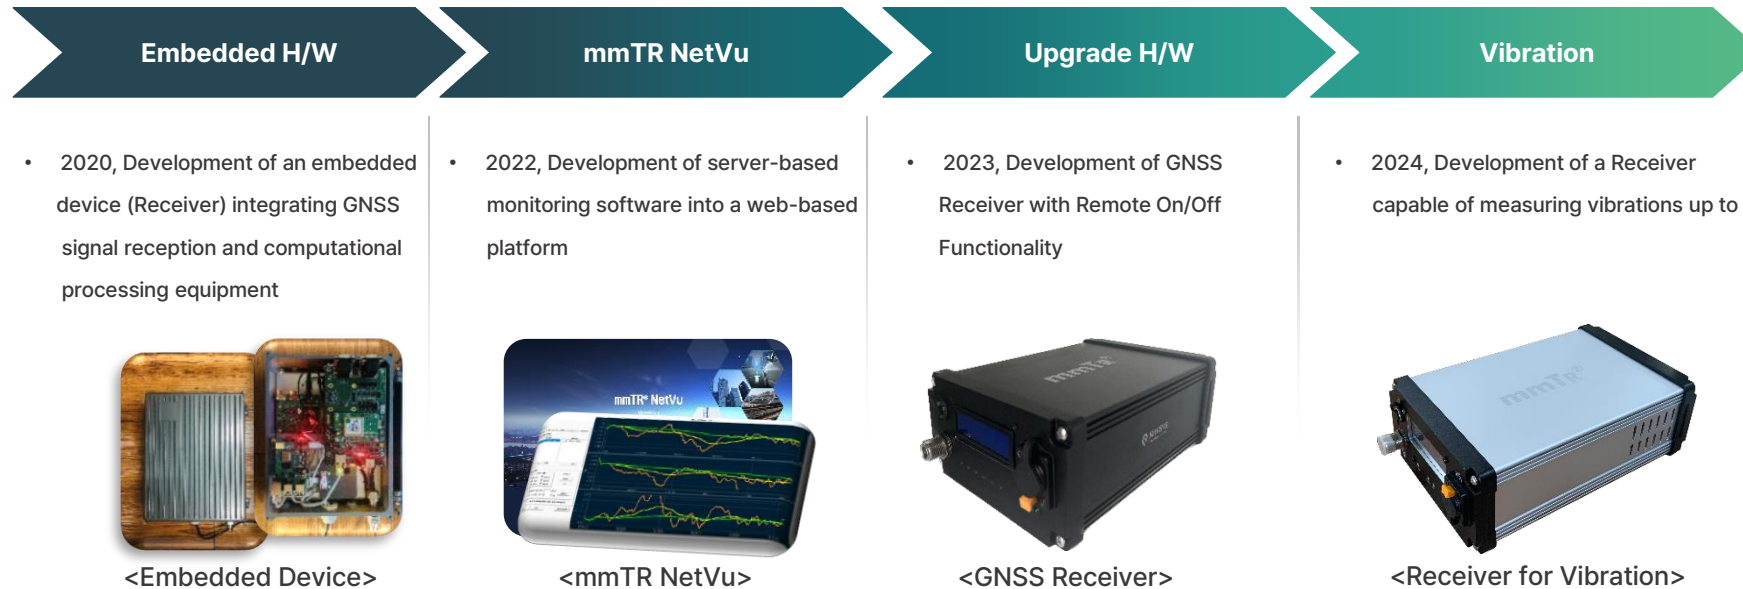 Embedded H/W
mmTR NetVu
Upgrade H/W
Vibration
• 2020, Development of an embedded
device (Receiver) integrating GNSS
signal reception and computational
processing equipment
• 2022, Development of server-based
monitoring software into a web-based
platform
• 2023, Development of GNSS
Receiver with Remote On/Off
Functionality
• 2024, Development of a Receiver
capable of measuring vibrations up to
mmTR® NetVu
mmTR®
mmTR®
<Embedded Device>
<mmTR NetVu>
<GNSS Receiver>
<Receiver for Vibration>